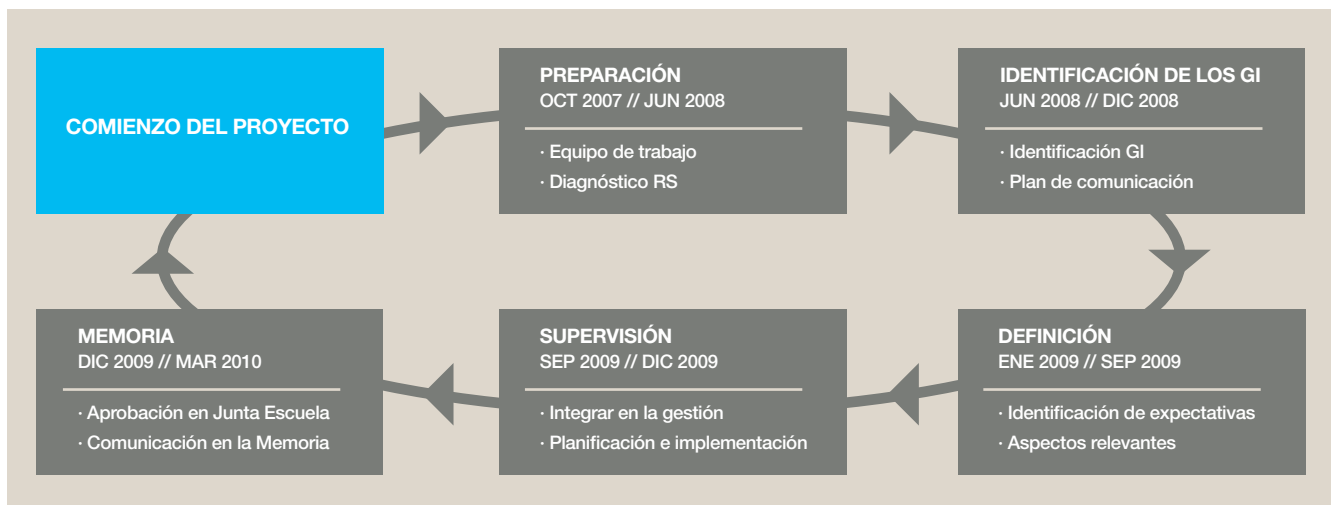 COMIENZO DEL PROYECTO
PREPARACIÓN
OCT 2007 // JUN 2008
· Equipo de trabajo
· Diagnóstico RS
IDENTIFICACIÓN DE LOS GI
JUN 2008 // DIC 2008
· Identificación GI
· Plan de comunicación
DEFINICIÓN
ENE 2009 // SEP 2009
· Identificación de expectativas
· Aspectos relevantes
SUPERVISIÓN
SEP 2009 // DIC 2009
· Integrar en la gestión
· Planificación e implementación
MEMORIA
DIC 2009 // MAR 2010
· Aprobación en Junta Escuela
· Comunicación en la Memoria